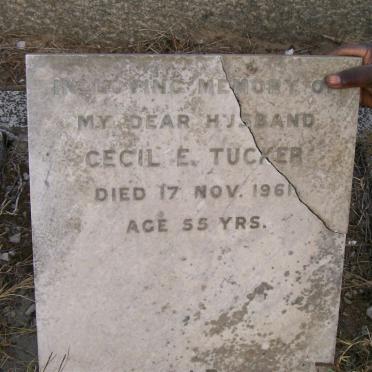 IN LOVING MEMORY OF
MY DEAR HUSBAND
CECIL E. TUCKER
DIED 17 NOV. 1961
AGE 55 YRS.